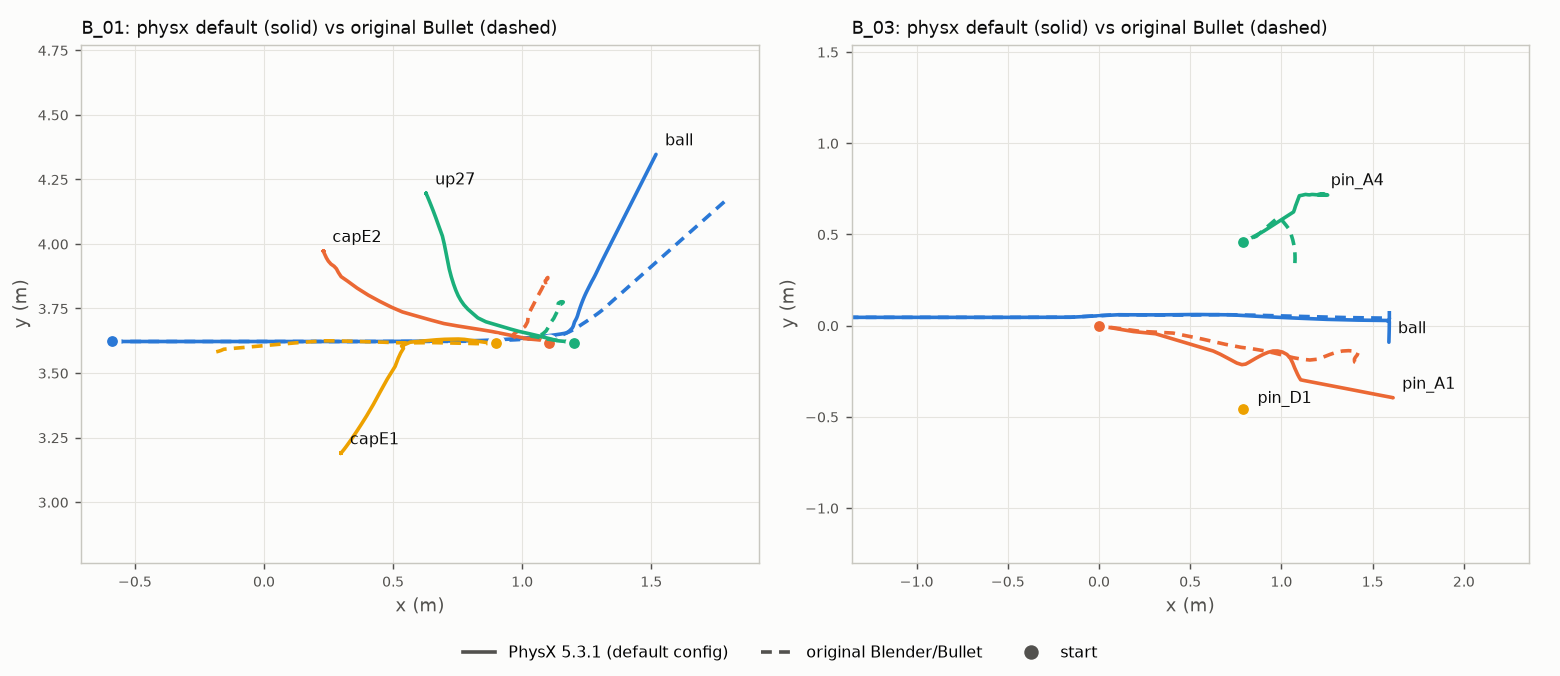 B_01: physx default (solid) vs original Bullet (dashed)
4.75
4.50
4.25
4.00
3.75
3.50
3.25
3.00
y (m)
ball
up27
capE2
capE1
−0.5
0.0
0.5
1.0
1.5
x (m)
B_03: physx default (solid) vs original Bullet (dashed)
1.5
1.0
0.5
0.0
−0.5
−1.0
y (m)
pin_A4
ball
pin_A1
pin_D1
−1.0
−0.5
0.0
0.5
1.0
1.5
2.0
x (m)
PhysX 5.3.1 (default config)
original Blender/Bullet
start